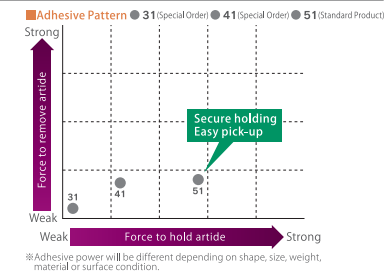 ■Adhesive Pattern ● 31(Special Order) ● 41(Special Order) ● 51(Standard Product)
Strong
Force to remove artide
Secure holding
Easy pick-up
31
41
51
Weak
Weak
Force to hold artide
Strong
※Adhesive power will be different depending on shape, size, weight,
material or surface condition.